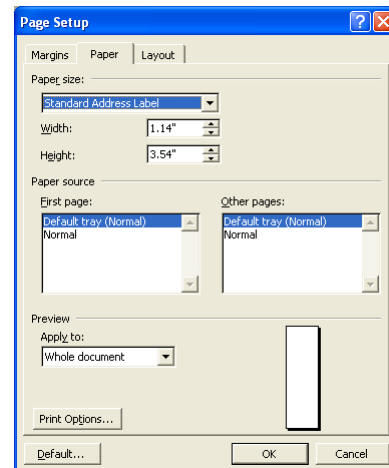 Page Setup
Margins Paper Layout
Paper size:
Standard Address Label
Width: 1.14"
Height: 3.54"
Paper source
First page: Other pages:
Default tray (Normal) Default tray (Normal)
Normal Normal
Preview
Apply to:
Whole document
Print Options...
Default... OK Cancel